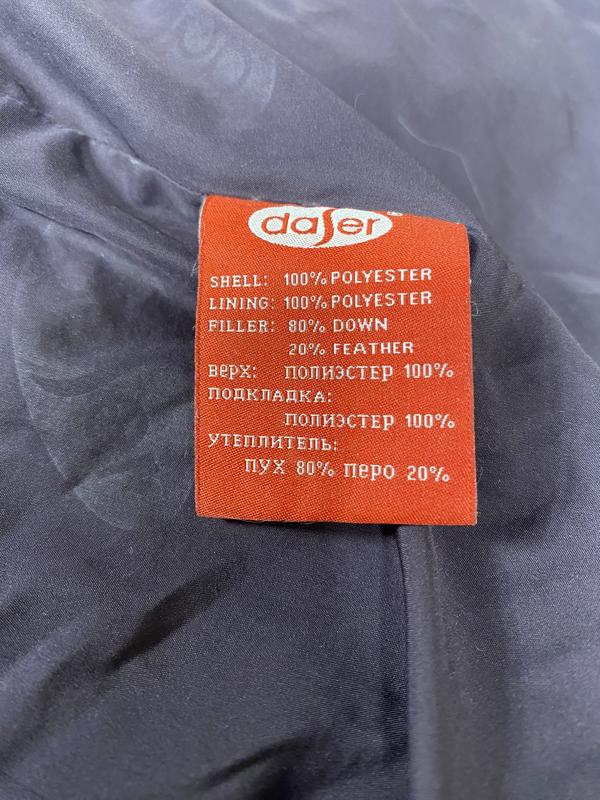 daser®
SHELL: 100% POLYESTER
LINING: 100% POLYESTER
FILLER: 80% DOWN
20% FEATHER
верх: ПОЛИЭСТЕР 100%
ПОДКЛАДКА:
ПОЛИЭСТЕР 100%
УТЕПЛИТЕЛЬ:
ПУХ 80% перо 20%